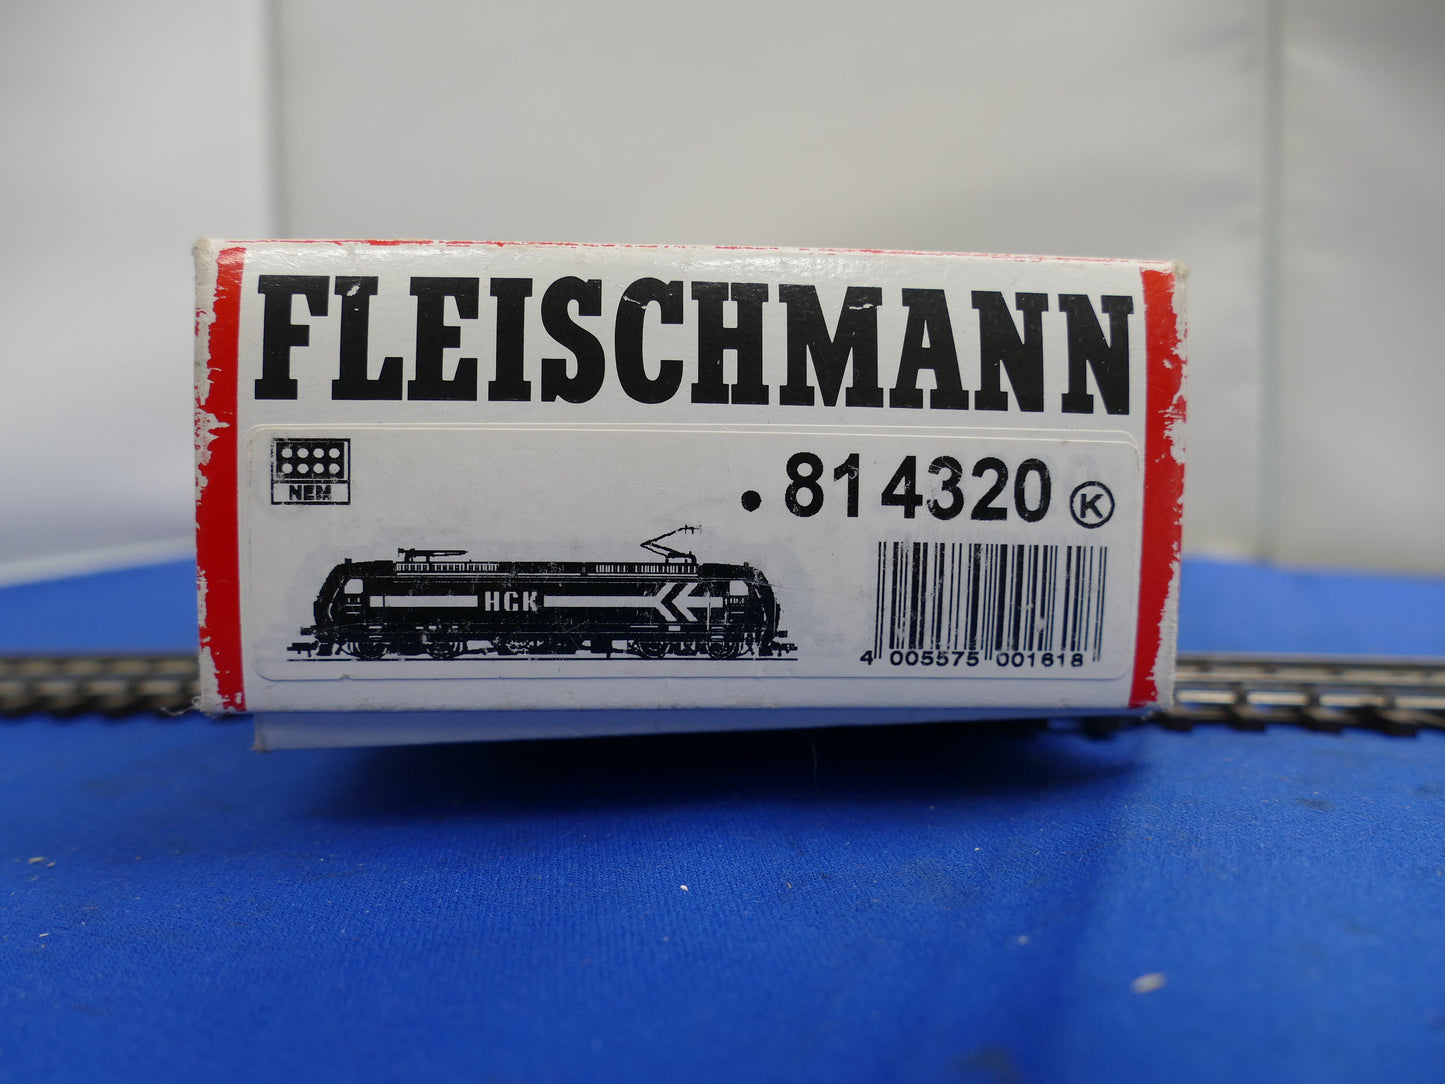 FLEISCHMANN
NEM
.814320 K
HGK
4 005575 001618